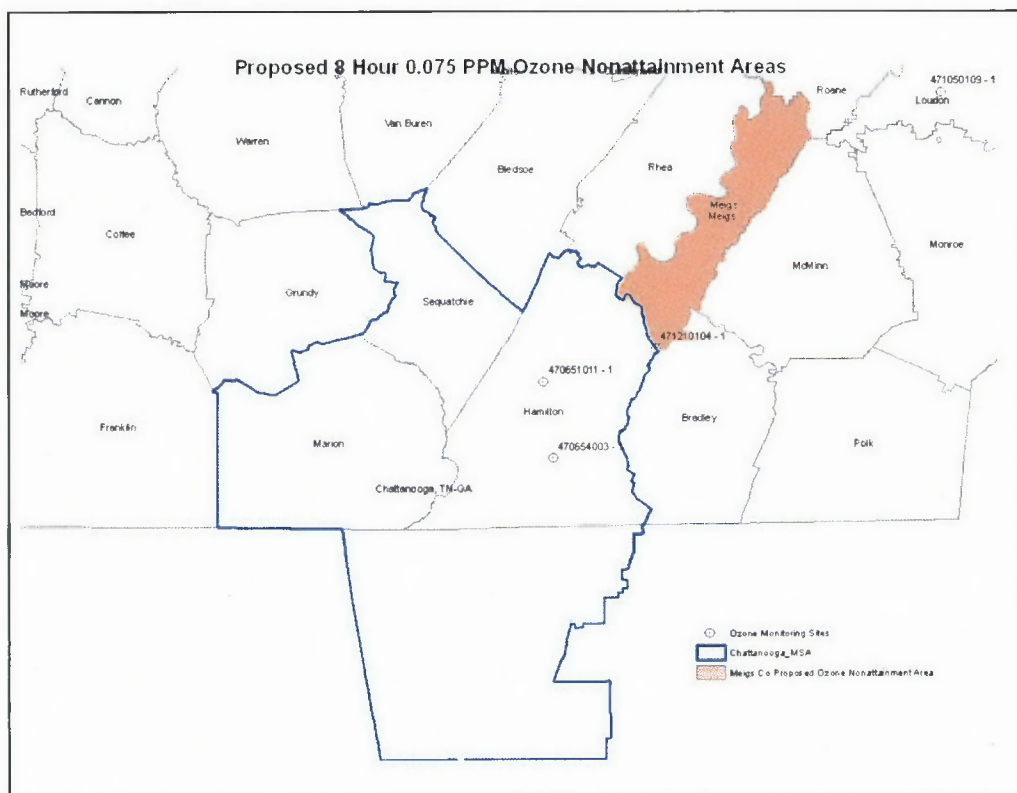 Proposed 8 Hour 0.075 PPM Ozone Nonattainment Areas
Rutherford
Cannon
Warren
Van Buren
Bledsoe
Rhea
Roane
471050109 - 1
Loudon
Bedford
Coffee
Meigs
Meigs
Monroe
McMinn
Moore
Moore
Grundy
Sequatchie
471210104 - 1
470651011 - 1
Hamilton
Bradley
Polk
Franklin
Marion
470654003 -
Chattanooga, TN-GA
Ozone Monitoring Sites
Chattanooga_MSA
Meigs Co Proposed Ozone Nonattainment Area